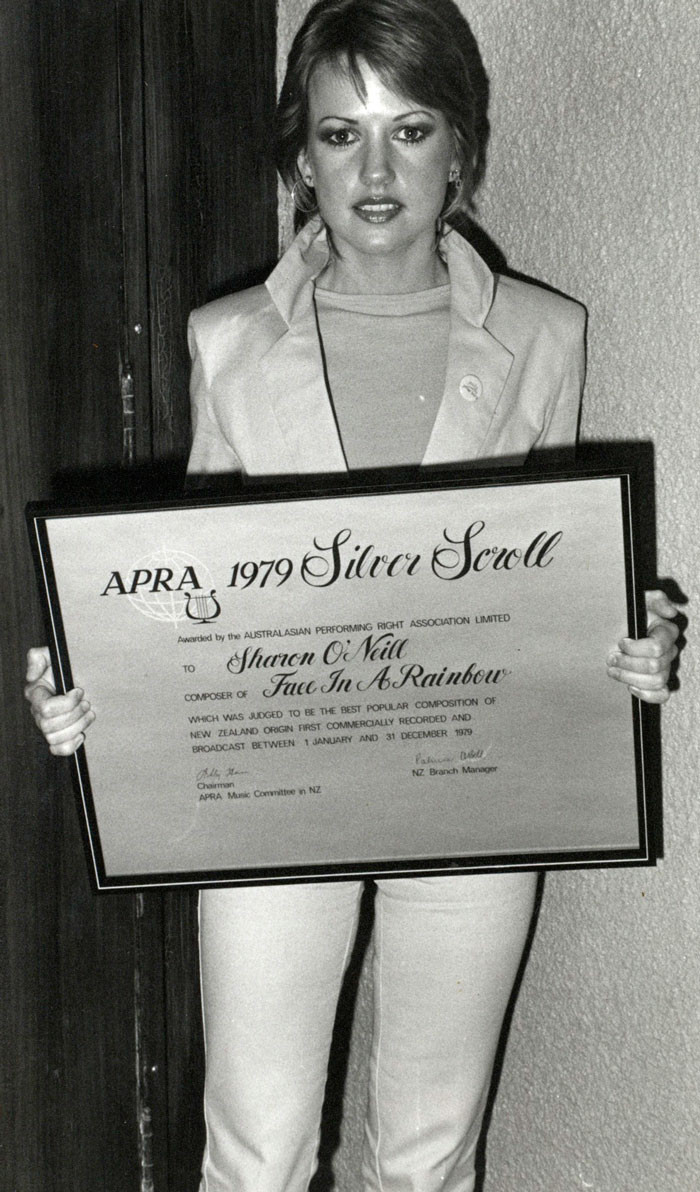 APRA 1979 Silver Scroll
Awarded by the AUSTRALASIAN PERFORMING RIGHT ASSOCIATION LIMITED
TO Sharon O'Neill
COMPOSER OF Face In A Rainbow
WHICH WAS JUDGED TO BE THE BEST POPULAR COMPOSITION OF
NEW ZEALAND ORIGIN FIRST COMMERCIALLY RECORDED AND
BROADCAST BETWEEN 1 JANUARY AND 31 DECEMBER 1979
Chairman
APRA Music Committee in NZ
NZ Branch Manager